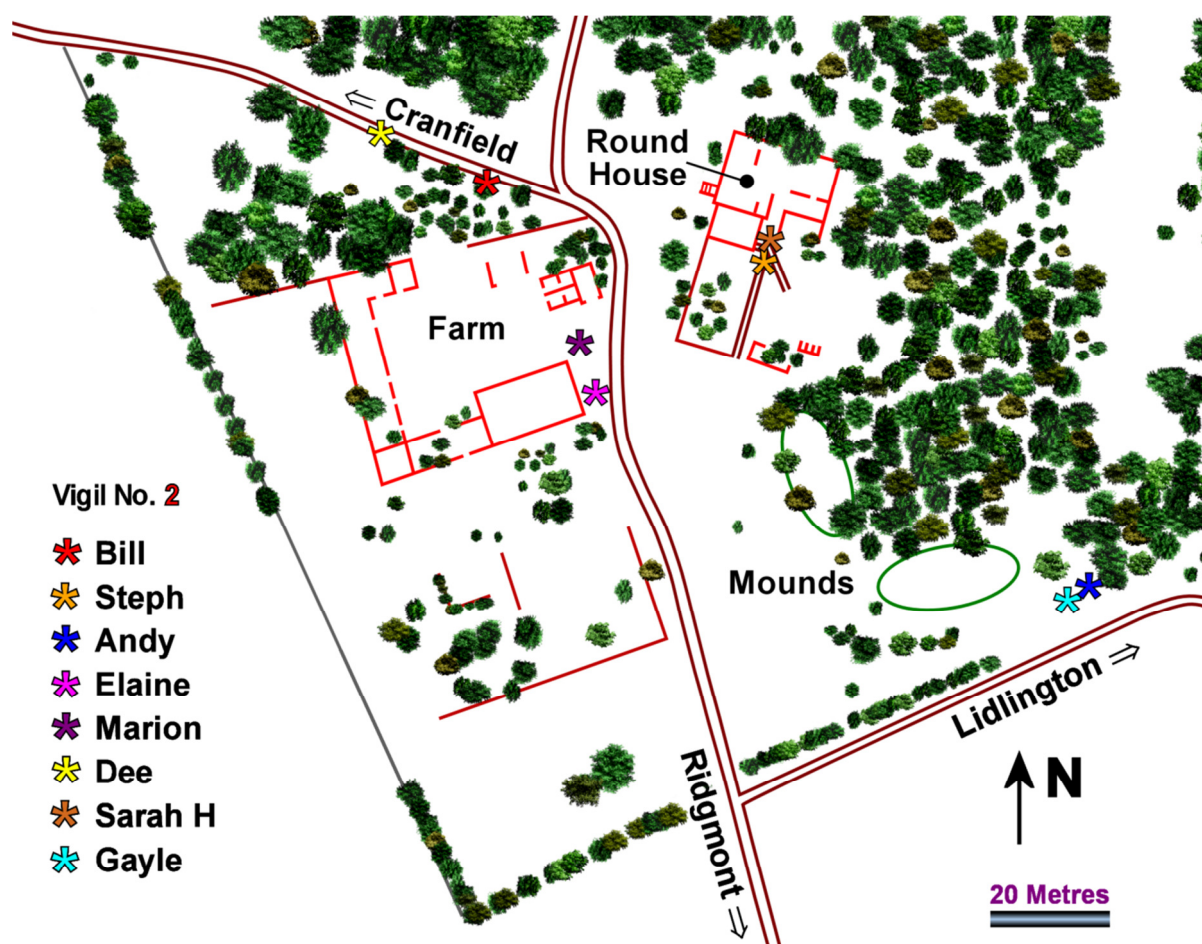 Cranfield
Round
House
Farm
Vigil No. 2
Bill
Steph
Andy
Elaine
Marion
Dee
Sarah H
Gayle
Mounds
Lidlington
Ridgmont
N
20 Metres